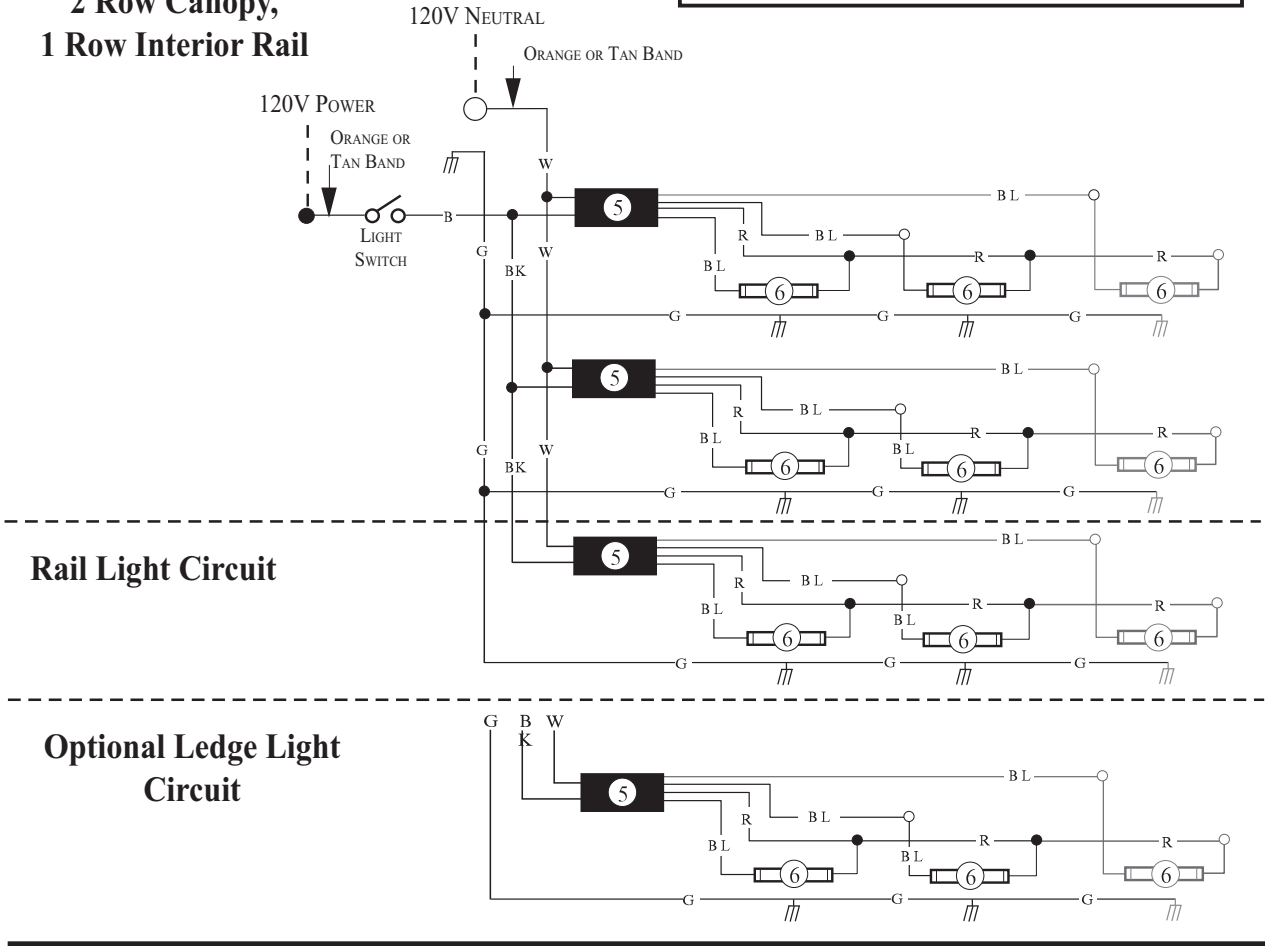 2 Row Canopy,
1 Row Interior Rail
120V NEUTRAL
ORANGE OR TAN BAND
120V POWER
ORANGE OR
TAN BAND
LIGHT
SWITCH
B
W
5
BL
R
BL
R
R
BL
G
BK
W
6
6
6
G
G
G
5
BL
R
BL
R
R
BL
BL
G
BK
W
6
6
6
G
G
G
Rail Light Circuit
5
BL
R
BL
R
R
BL
BL
6
6
6
G
G
G
Optional Ledge Light
Circuit
G
B
K
W
5
BL
R
BL
R
R
BL
BL
6
6
6
G
G
G